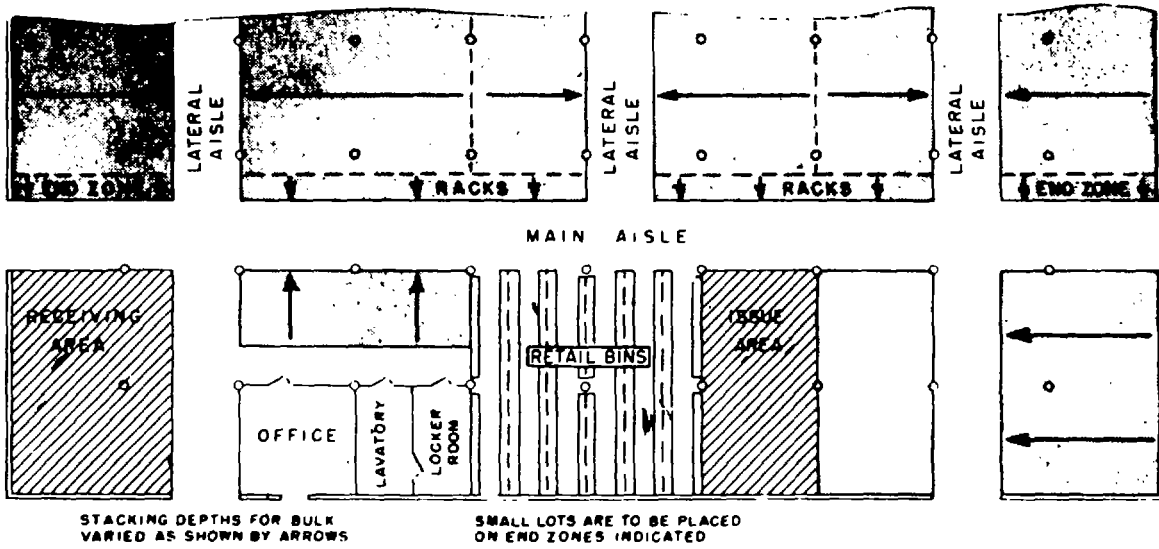 LATERAL
AISLE
LATERAL
AISLE
LATERAL
AISLE
END ZONE
RACKS
RACKS
END ZONE
MAIN AISLE
RECEIVING
AREA
RETAIL BINS
ISSUE
AREA
OFFICE
LAVATORY
LOCKER
ROOM
STACKING DEPTHS FOR BULK
VARIED AS SHOWN BY ARROWS
SMALL LOTS ARE TO BE PLACED
ON END ZONES INDICATED